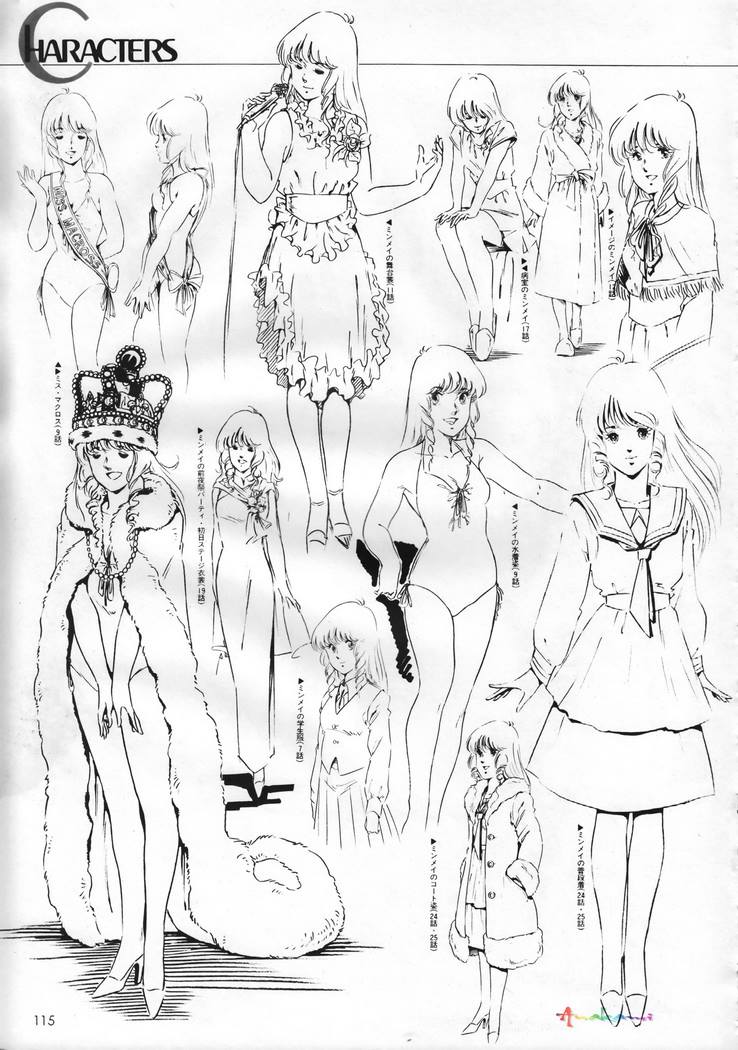 CHARACTERS
MISS MACROSS
◀ミンメイの舞台裏(11話)
▶イメージのミンメイ(12話)
▶◀病室のミンメイ(17話)
▲▲ミス・マクロス(9話)
▶ミンメイの前夜祭パーティ、初日ステージ衣裳(19話)
◀ミンメイの水着姿(9話)
▶ミンメイの学生服(7話)
▶ミンメイのコート姿(24話・25話)
▶ミンメイの普段着(24話・25話)
115